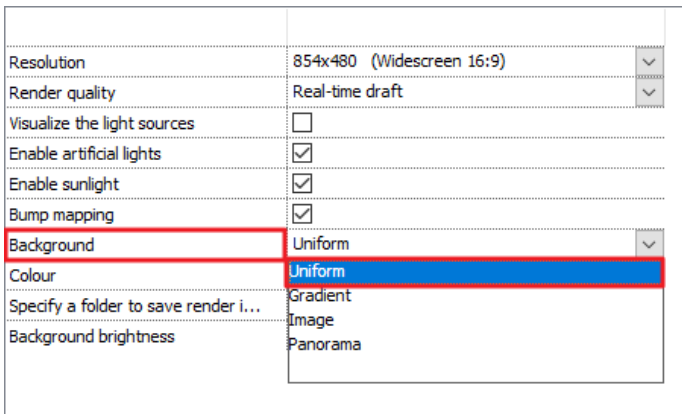 Resolution 854x480 (Widescreen 16:9)
Render quality Real-time draft
Visualize the light sources
Enable artificial lights
Enable sunlight
Bump mapping
Background Uniform
Colour Uniform
Gradient
Specify a folder to save render i...
Image
Background brightness
Panorama